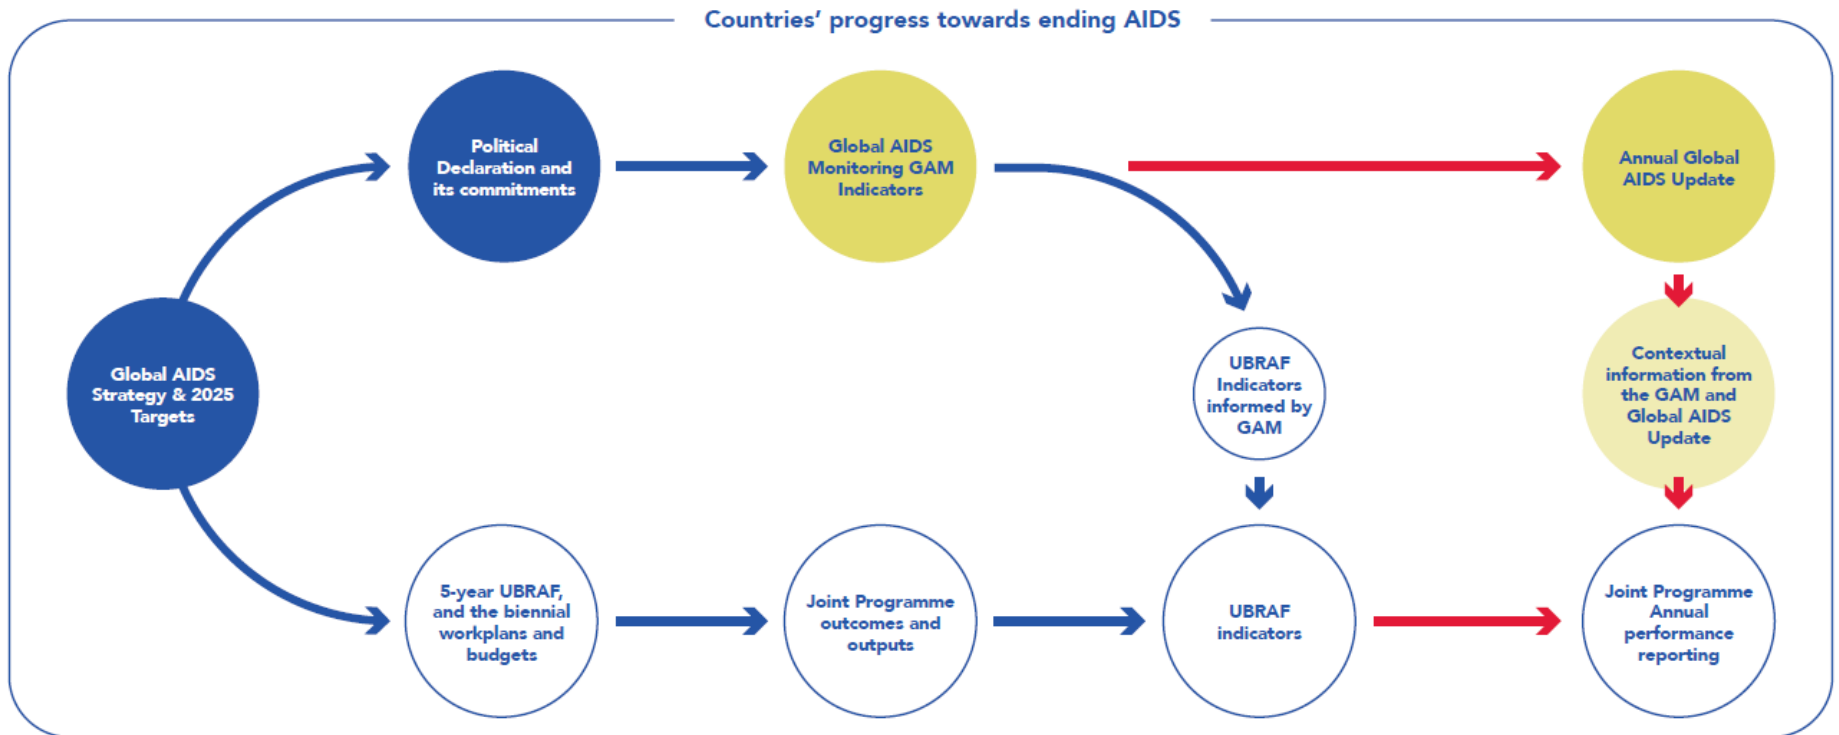 Countries’ progress towards ending AIDS
Political
Declaration and
its commitments
Global AIDS
Monitoring GAM
Indicators
Annual Global
AIDS Update
Global AIDS
Strategy & 2025
Targets
UBRAF
Indicators
informed by
GAM
Contextual
information from
the GAM and
Global AIDS
Update
5-year UBRAF,
and the biennial
workplans and
budgets
Joint Programme
outcomes and
outputs
UBRAF
indicators
Joint Programme
Annual
performance
reporting